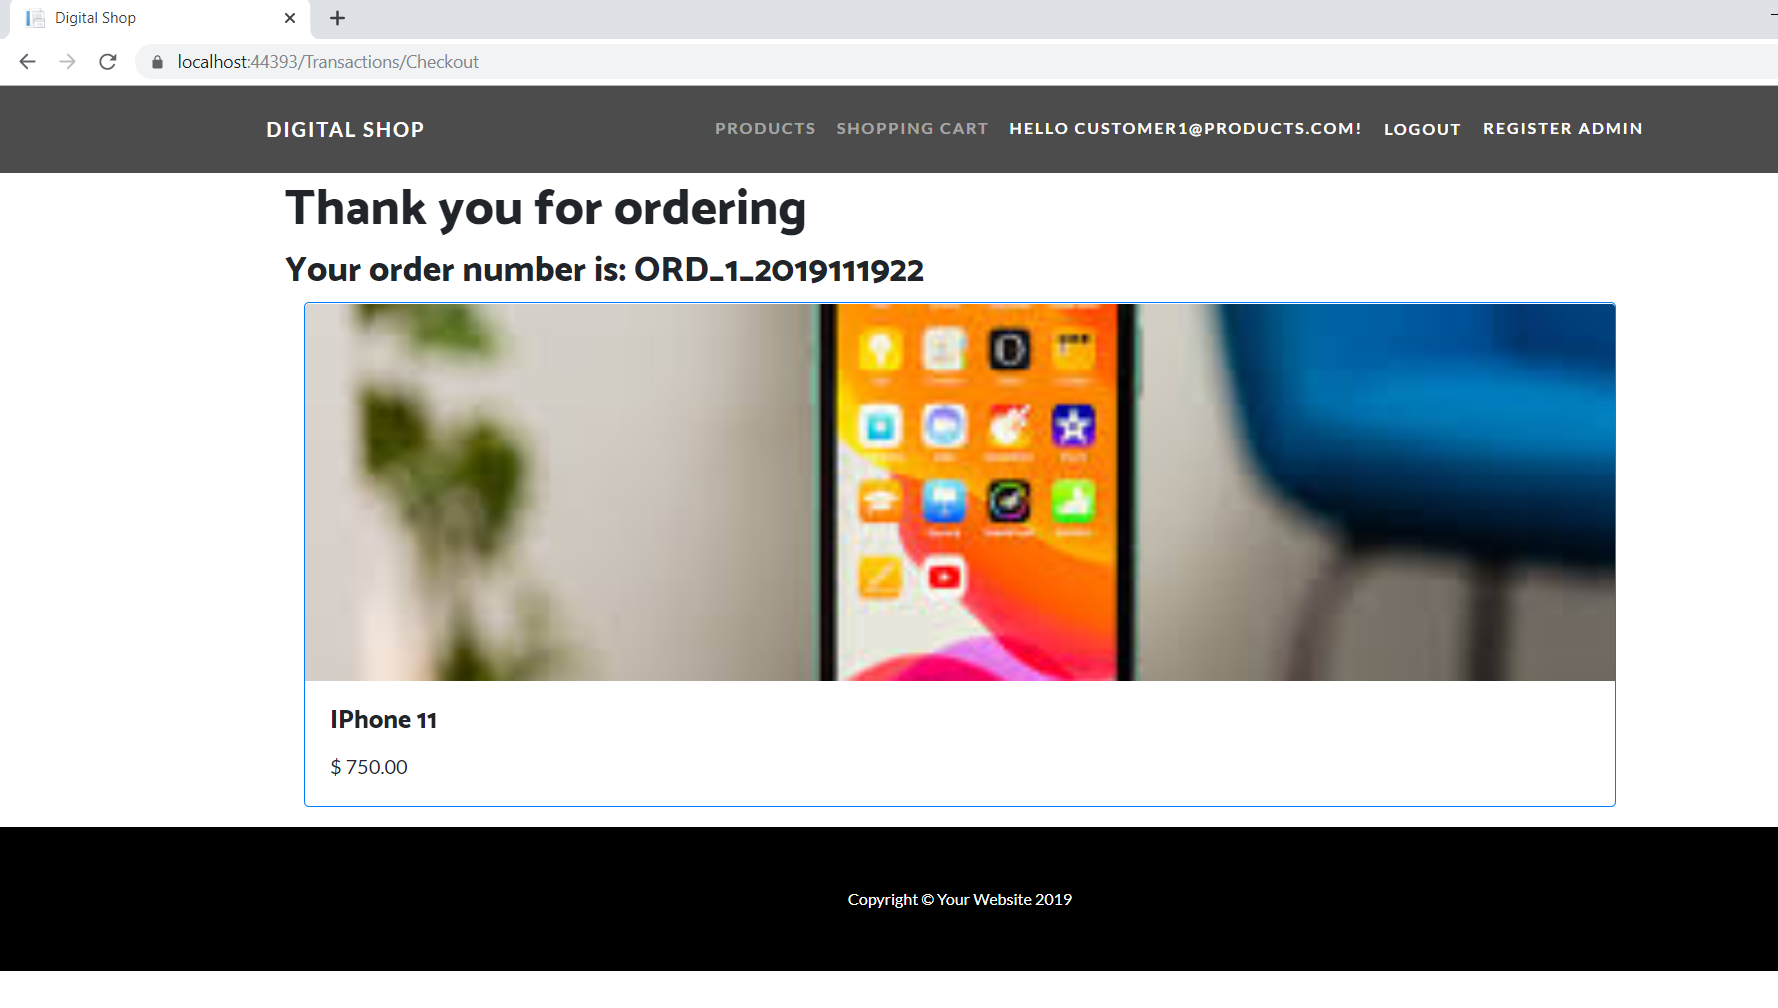 Digital Shop
localhost:44393/Transactions/Checkout
DIGITAL SHOP PRODUCTS SHOPPING CART HELLO CUSTOMER1@PRODUCTS.COM! LOGOUT REGISTER ADMIN
Thank you for ordering
Your order number is: ORD_1_2019111922
IPhone 11
$ 750.00
Copyright © Your Website 2019